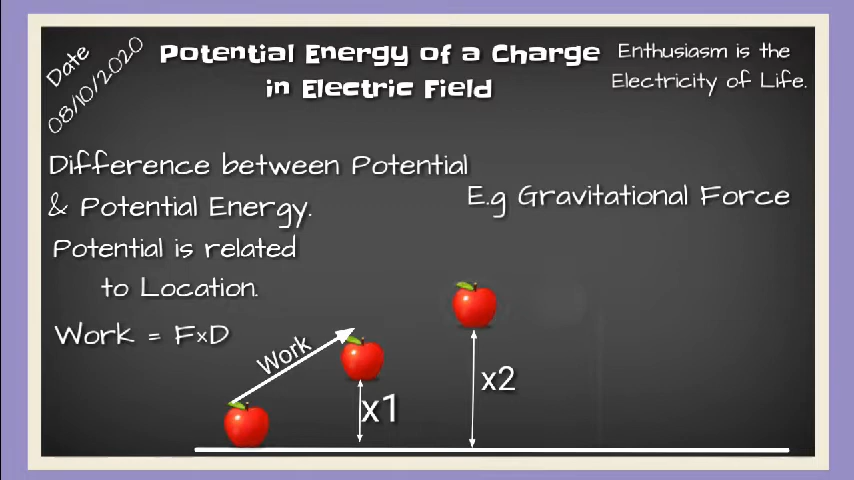 Date
08/10/2020
Potential Energy of a Charge
in Electric Field
Enthusiasm is the
Electricity of Life.
Difference between Potential
& Potential Energy.
E.g Gravitational Force
Potential is related
to Location.
Work = FxD
Work
x1
x2